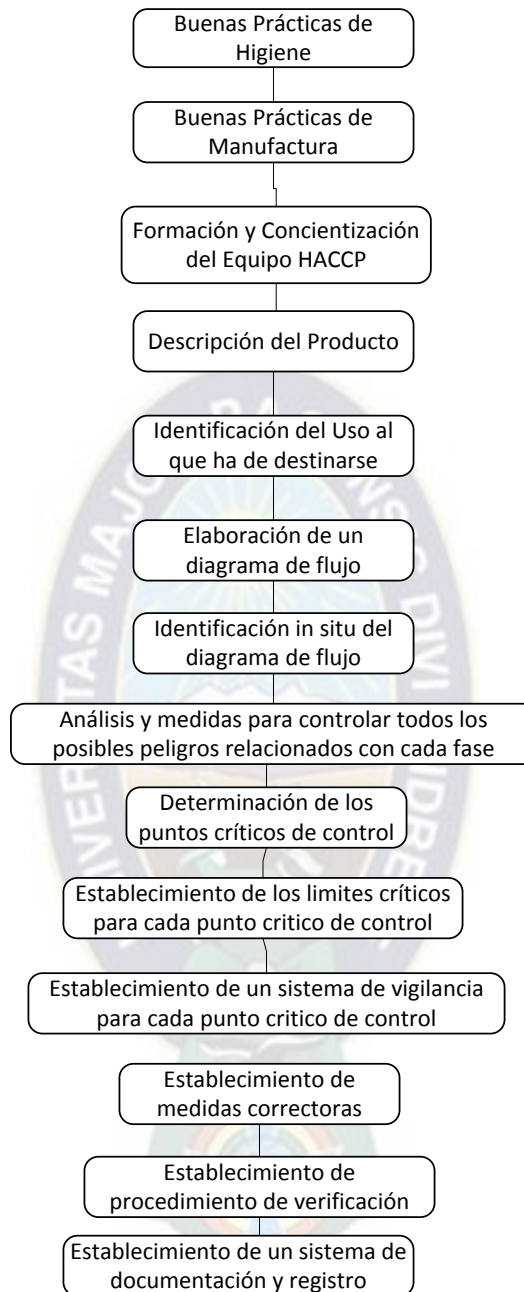 Buenas Prácticas de
Higiene
Buenas Prácticas de
Manufactura
Formación y Concientización
del Equipo HACCP
Descripción del Producto
Identificación del Uso al
que ha de destinarse
Elaboración de un
diagrama de flujo
Identificación in situ del
diagrama de flujo
Análisis y medidas para controlar todos los
posibles peligros relacionados con cada fase
Determinación de los
puntos críticos de control
Establecimiento de los limites críticos
para cada punto critico de control
Establecimiento de un sistema de vigilancia
para cada punto critico de control
Establecimiento de
medidas correctoras
Establecimiento de
procedimiento de verificación
Establecimiento de un sistema de
documentación y registro